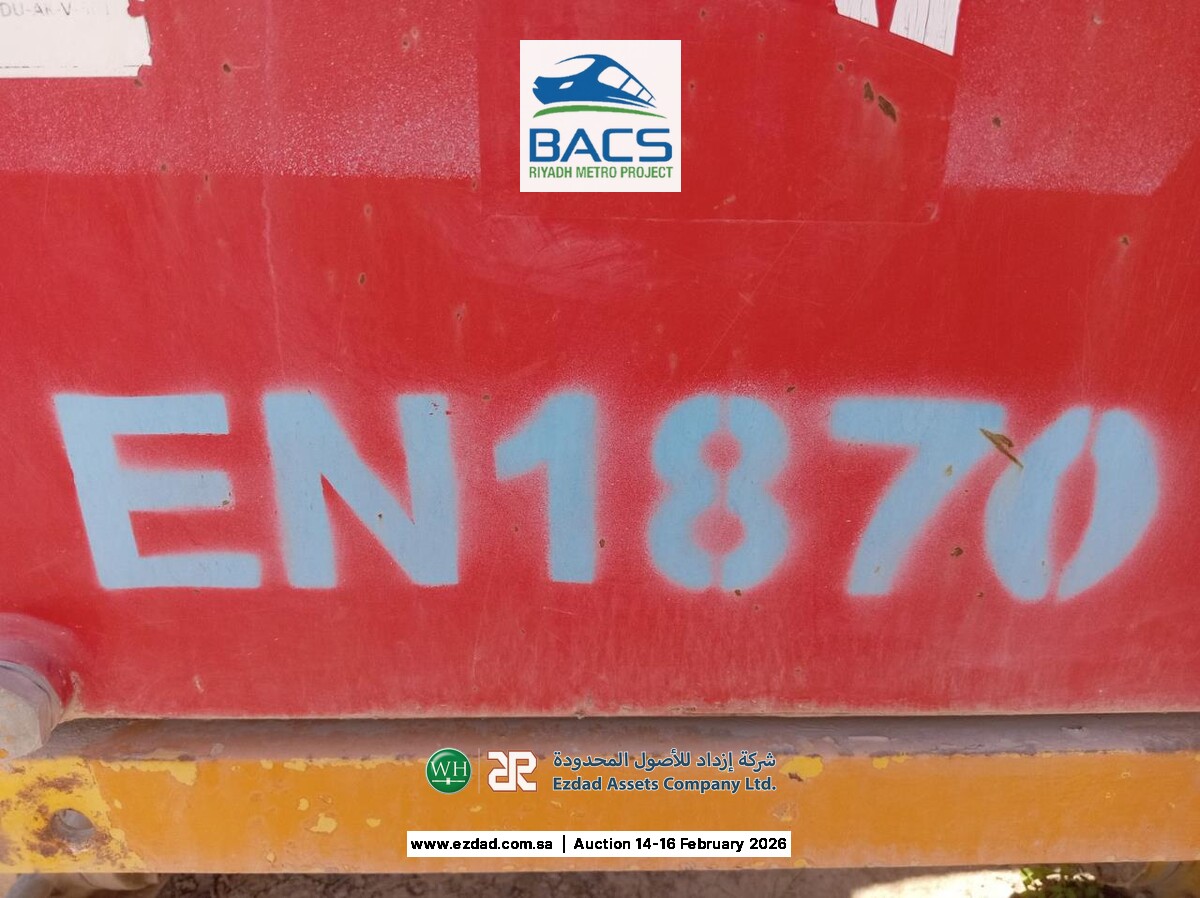 BACS
RIYADH METRO PROJECT
EN1870
WH
شركة إزداد للأصول المحدودة
Ezdad Assets Company Ltd.
www.ezdad.com.sa | Auction 14-16 February 2026